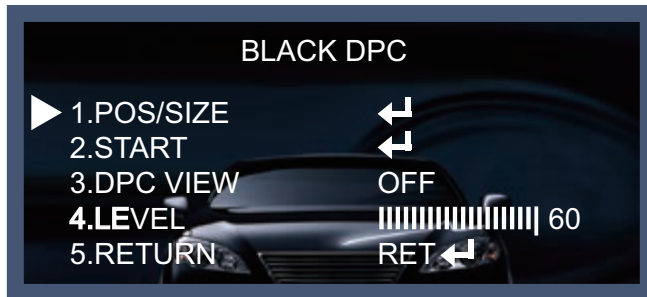 BLACK DPC
1.POS/SIZE ↵
2.START ↵
3.DPC VIEW OFF
4.LEVEL ||||||||||||||||||| 60
5.RETURN RET ↵